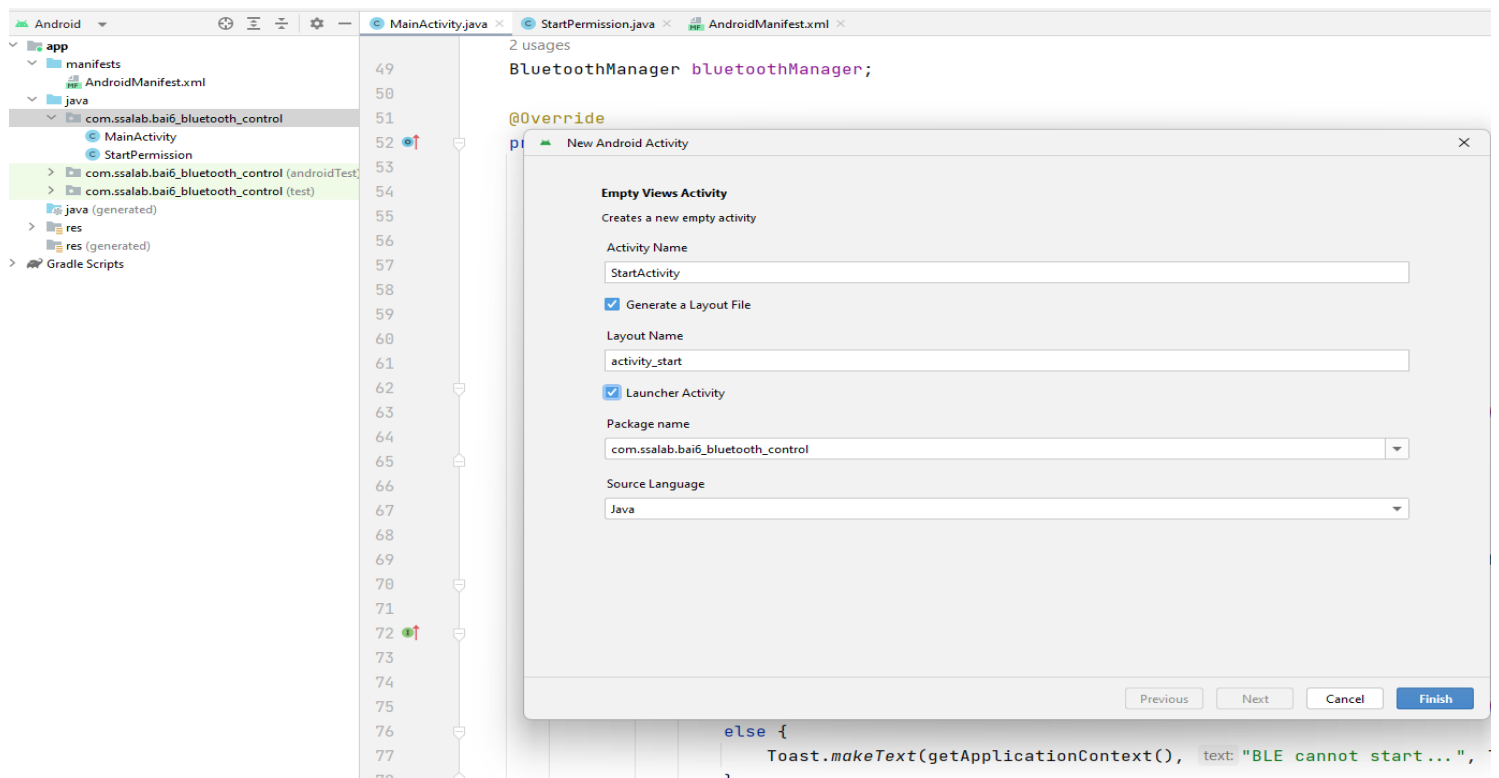 Android
MainActivity.java
StartPermission.java
AndroidManifest.xml
app
manifests
AndroidManifest.xml
java
com.ssalab.bai6_bluetooth_control
MainActivity
StartPermission
com.ssalab.bai6_bluetooth_control (androidTest)
com.ssalab.bai6_bluetooth_control (test)
java (generated)
res
res (generated)
Gradle Scripts
2 usages
49 BluetoothManager bluetoothManager;
50
51 @Override
52 pr
53
54
55
56
57
58
59
60
61
62
63
64
65
66
67
68
69
70
71
72
73
74
75
76 else {
77 Toast.makeText(getApplicationContext(), text: "BLE cannot start...",
New Android Activity
Empty Views Activity
Creates a new empty activity
Activity Name
StartActivity
Generate a Layout File
Layout Name
activity_start
Launcher Activity
Package name
com.ssalab.bai6_bluetooth_control
Source Language
Java
Previous Next Cancel Finish